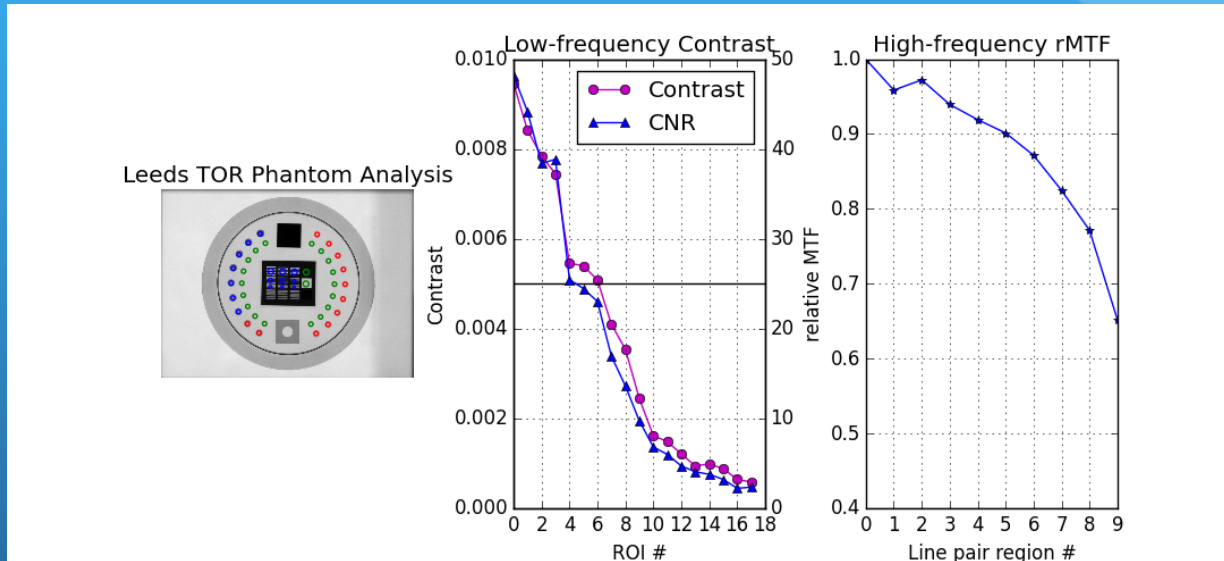 Leeds TOR Phantom Analysis
Low-frequency Contrast
Contrast
CNR
0.010
0.008
0.006
0.004
0.002
0.000
Contrast
0 2 4 6 8 10 12 14 16 18
ROI #
50
40
30
20
10
0
High-frequency rMTF
1.0
0.9
0.8
0.7
0.6
0.5
0.4
relative MTF
0 1 2 3 4 5 6 7 8 9
Line pair region #